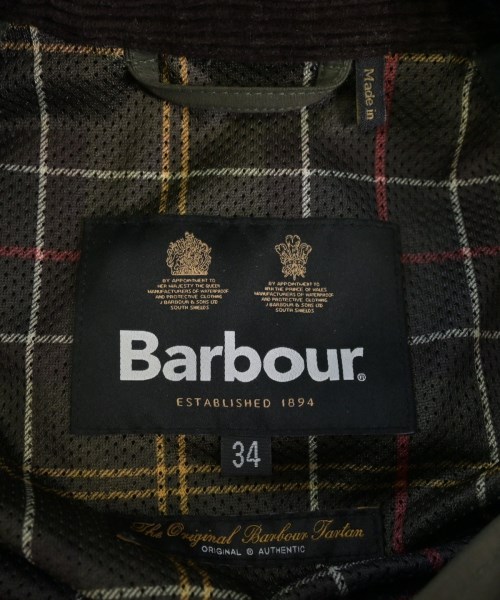 Made in
BY APPOINTMENT TO
HER MAJESTY THE QUEEN
MANUFACTURERS OF WATERPROOF
AND PROTECTIVE CLOTHING
J BARBOUR & SONS LTD
SOUTH SHIELDS
BY APPOINTMENT TO
HRH THE PRINCE OF WALES
MANUFACTURERS OF WATERPROOF
AND PROTECTIVE CLOTHING
J BARBOUR & SONS LTD
SOUTH SHIELDS
Barbour®
ESTABLISHED 1894
34
The Original Barbour Tartan
ORIGINAL @ AUTHENTIC